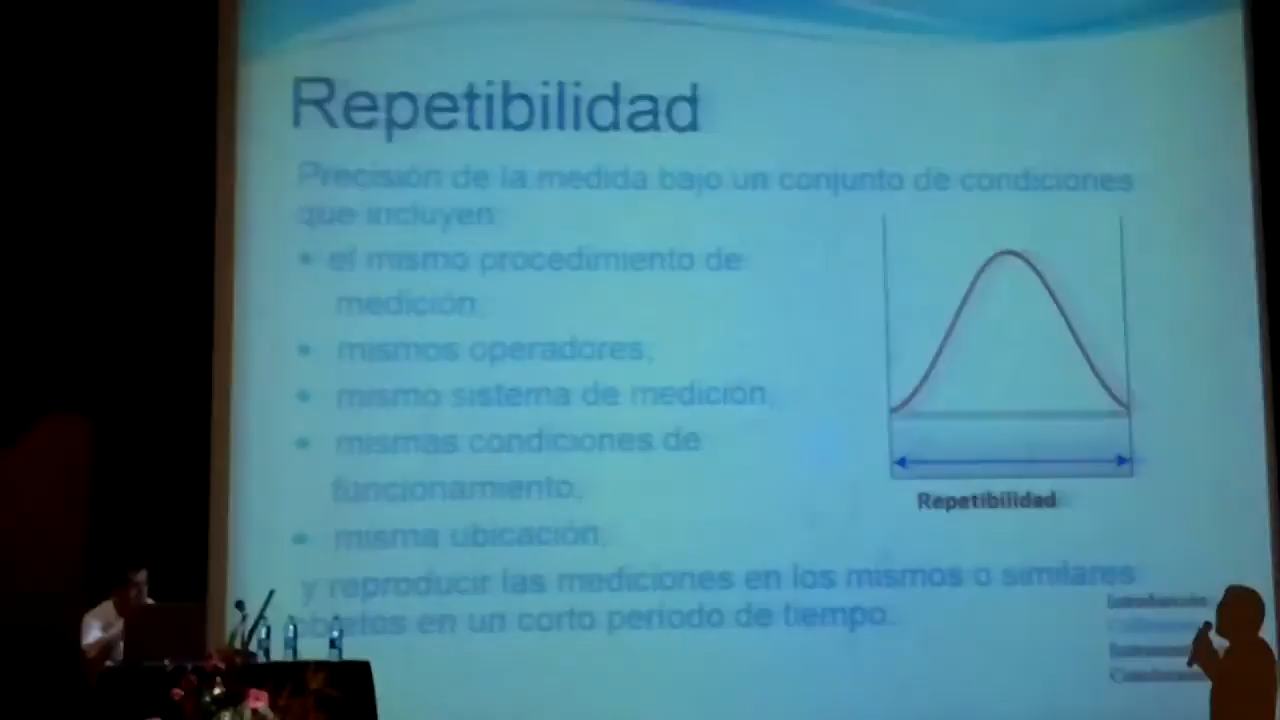 Repetibilidad
Precisión de la medida bajo un conjunto de condiciones
que incluyen:
• el mismo procedimiento de
medición,
• mismos operadores,
• mismo sistema de medición,
• mismas condiciones de
funcionamiento,
• misma ubicación,
y reproducir las mediciones en los mismos o similares
objetos en un corto periodo de tiempo.
Repetibilidad